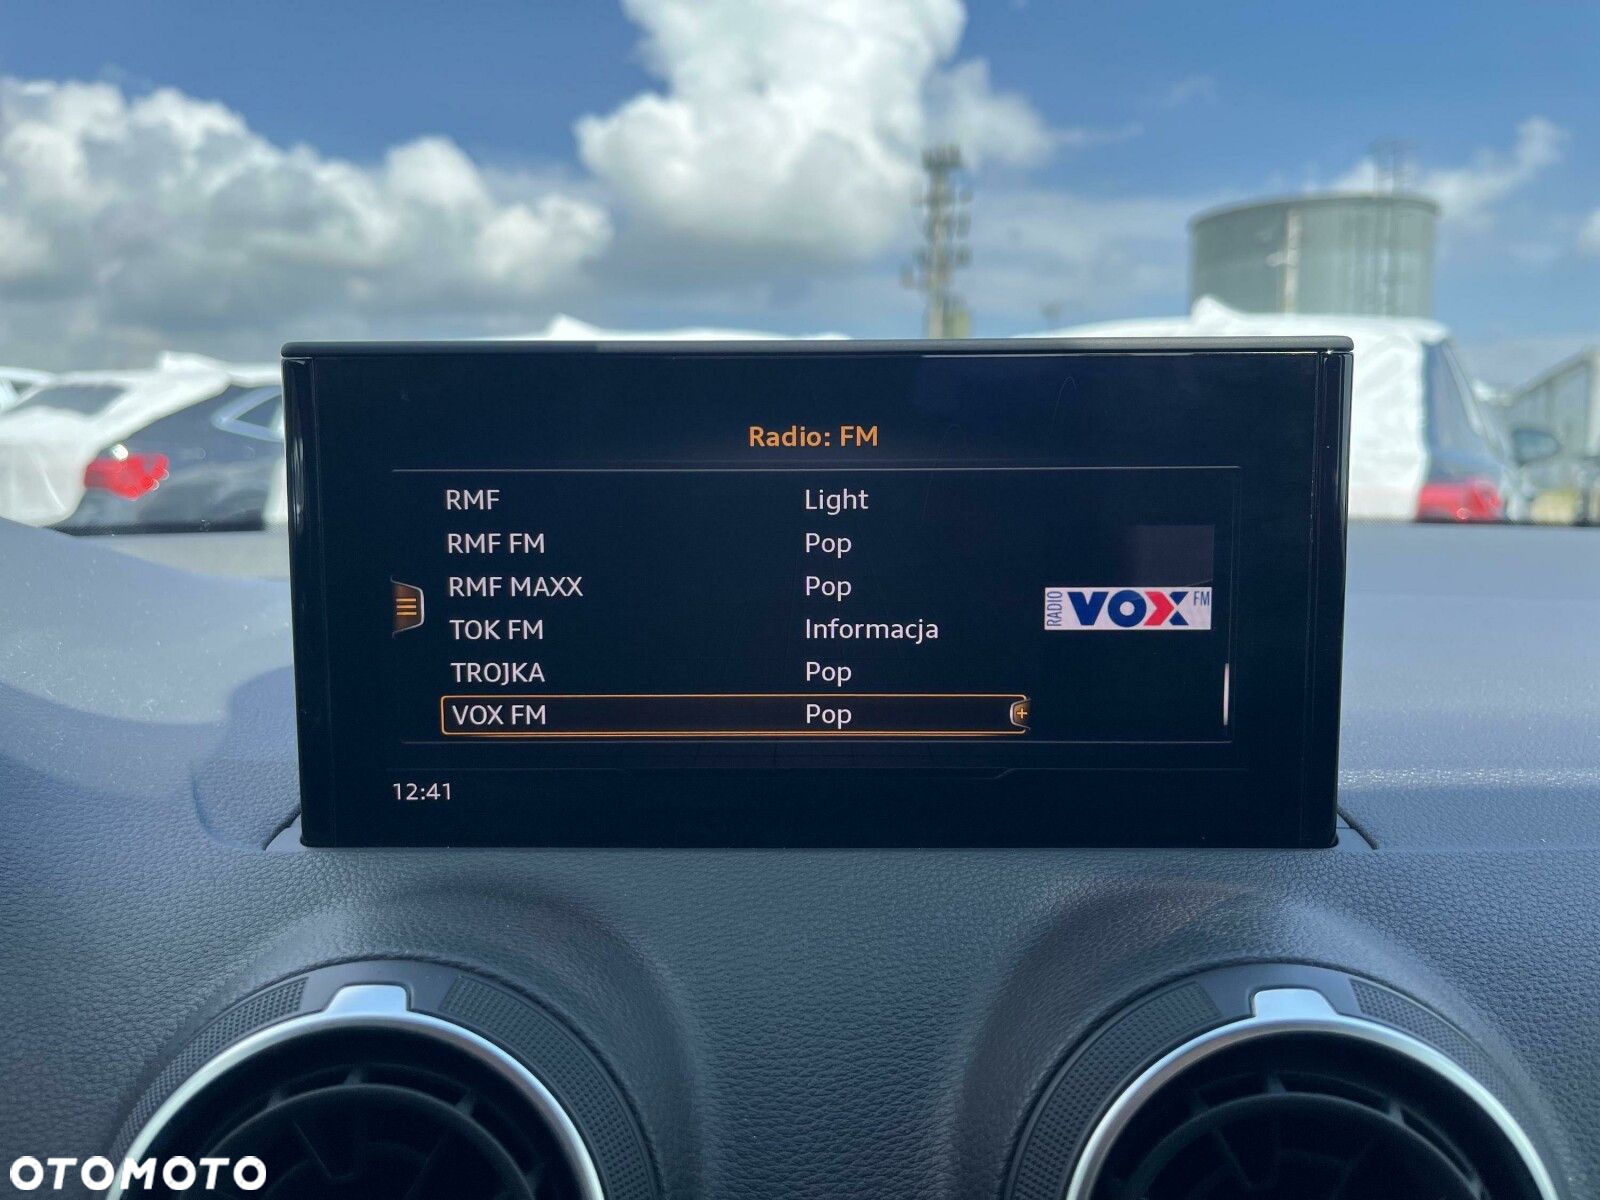 Radio: FM
RMF Light
RMF FM Pop
RMF MAXX Pop
TOK FM Informacja
TROJKA Pop
VOX FM Pop
RADIO VOX FM
12:41
OTOMOTO